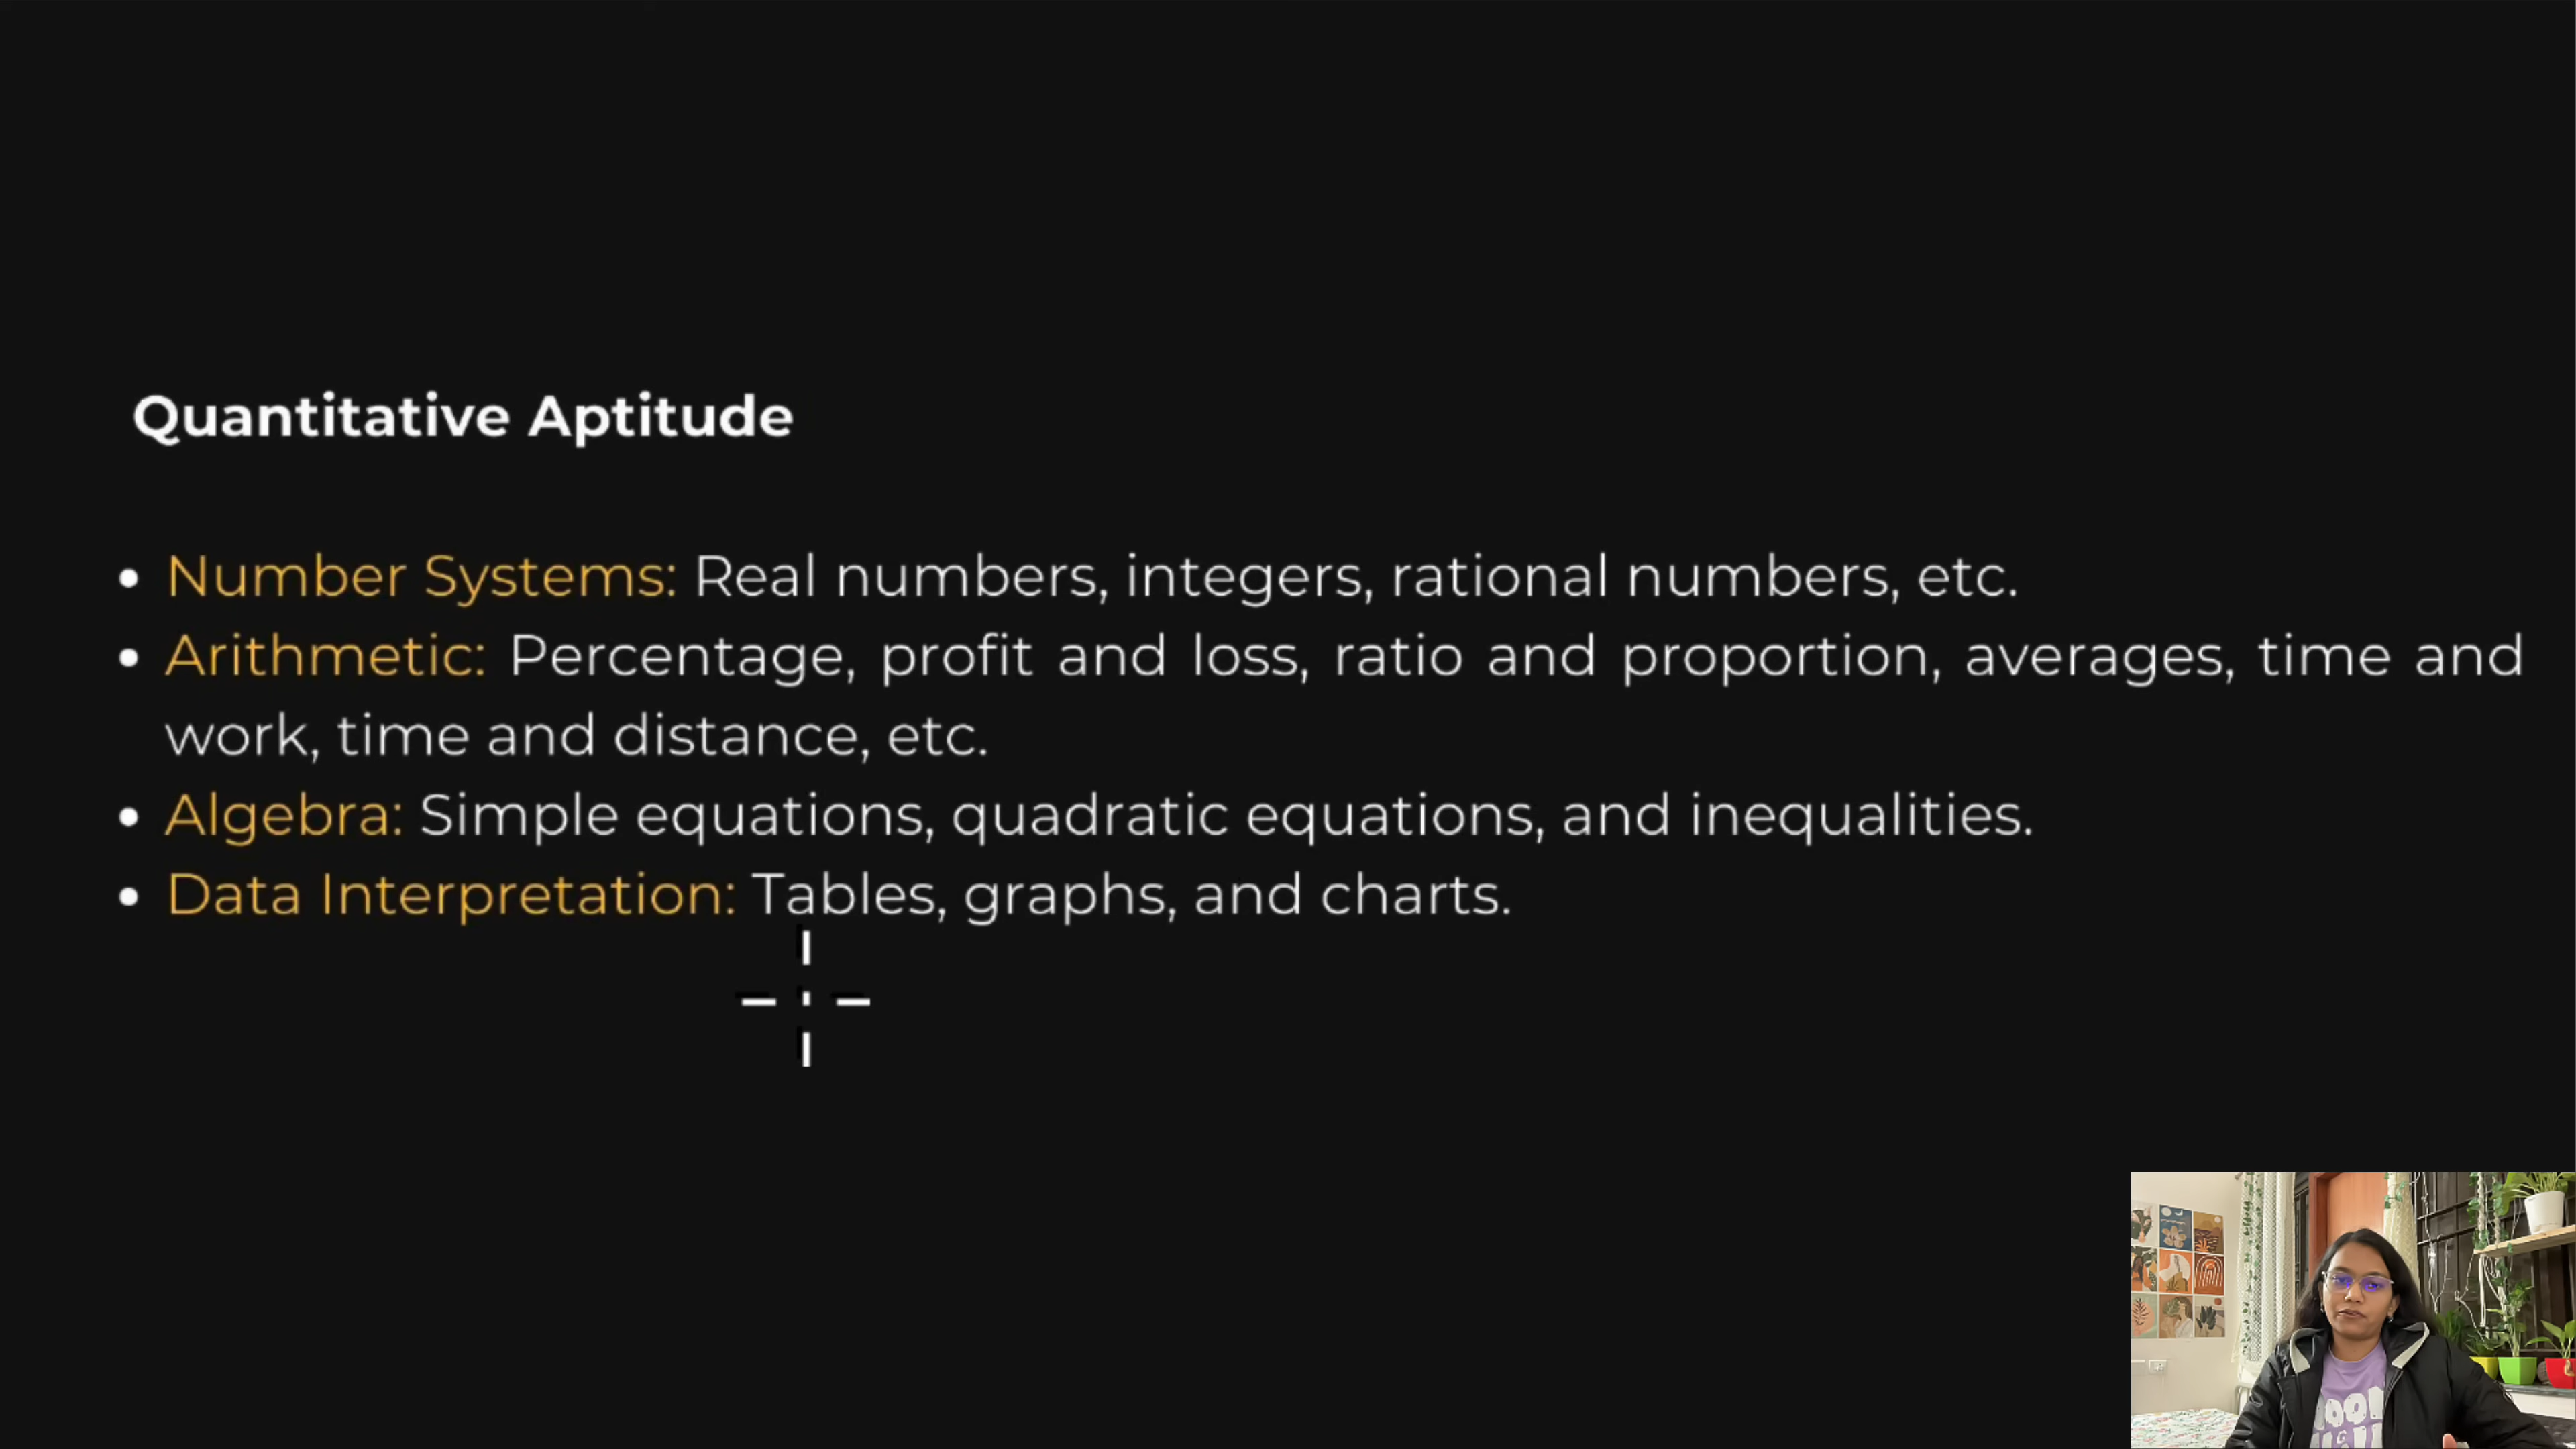 Quantitative Aptitude
• Number Systems: Real numbers, integers, rational numbers, etc.
• Arithmetic: Percentage, profit and loss, ratio and proportion, averages, time and
work, time and distance, etc.
• Algebra: Simple equations, quadratic equations, and inequalities.
• Data Interpretation: Tables, graphs, and charts.